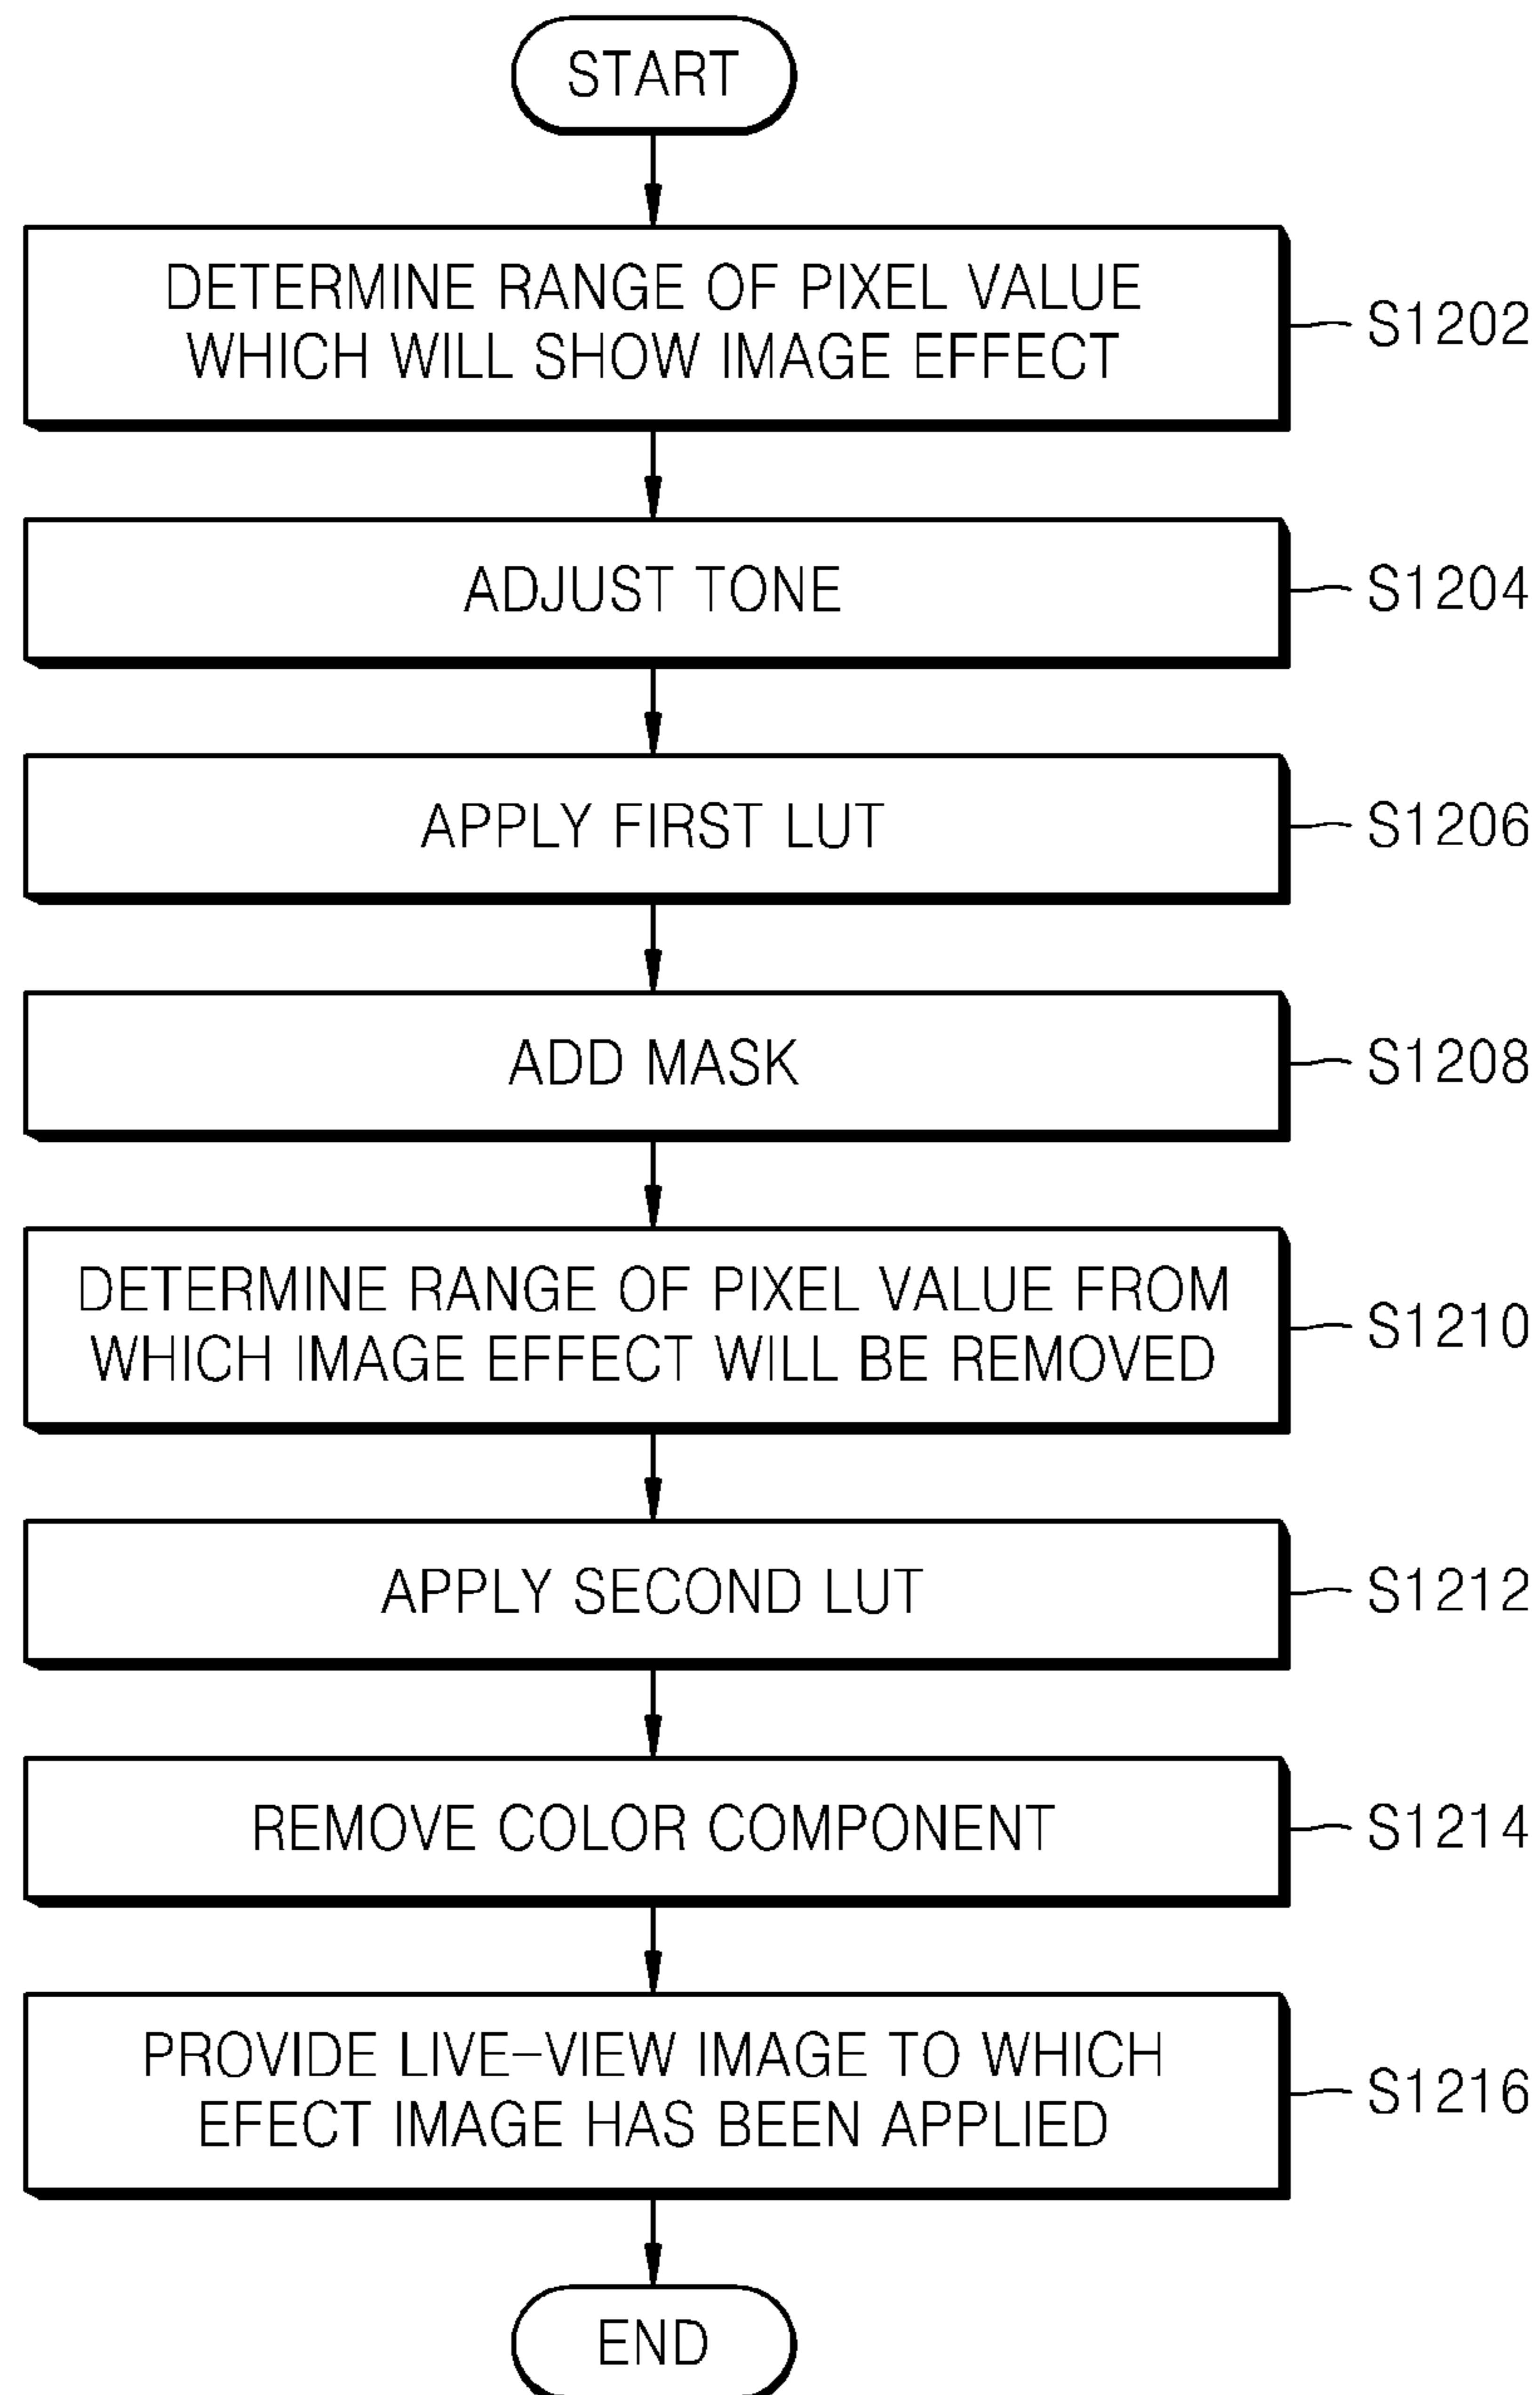 START
DETERMINE RANGE OF PIXEL VALUE
WHICH WILL SHOW IMAGE EFFECT
S1202
ADJUST TONE
S1204
APPLY FIRST LUT
S1206
ADD MASK
S1208
DETERMINE RANGE OF PIXEL VALUE FROM
WHICH IMAGE EFFECT WILL BE REMOVED
S1210
APPLY SECOND LUT
S1212
REMOVE COLOR COMPONENT
S1214
PROVIDE LIVE-VIEW IMAGE TO WHICH
EFECT IMAGE HAS BEEN APPLIED
S1216
END